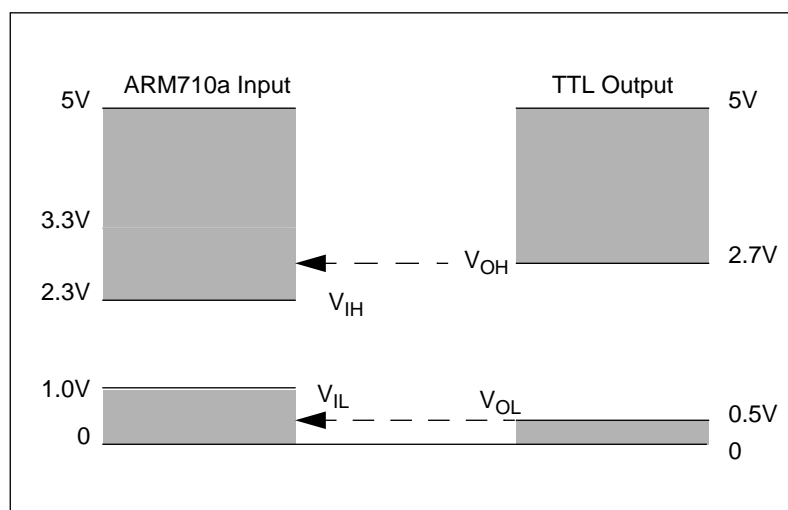 ARM710a Input
TTL Output
5V
5V
3.3V
VOH
2.7V
2.3V
VIH
1.0V
VIL
VOL
0.5V
0
0